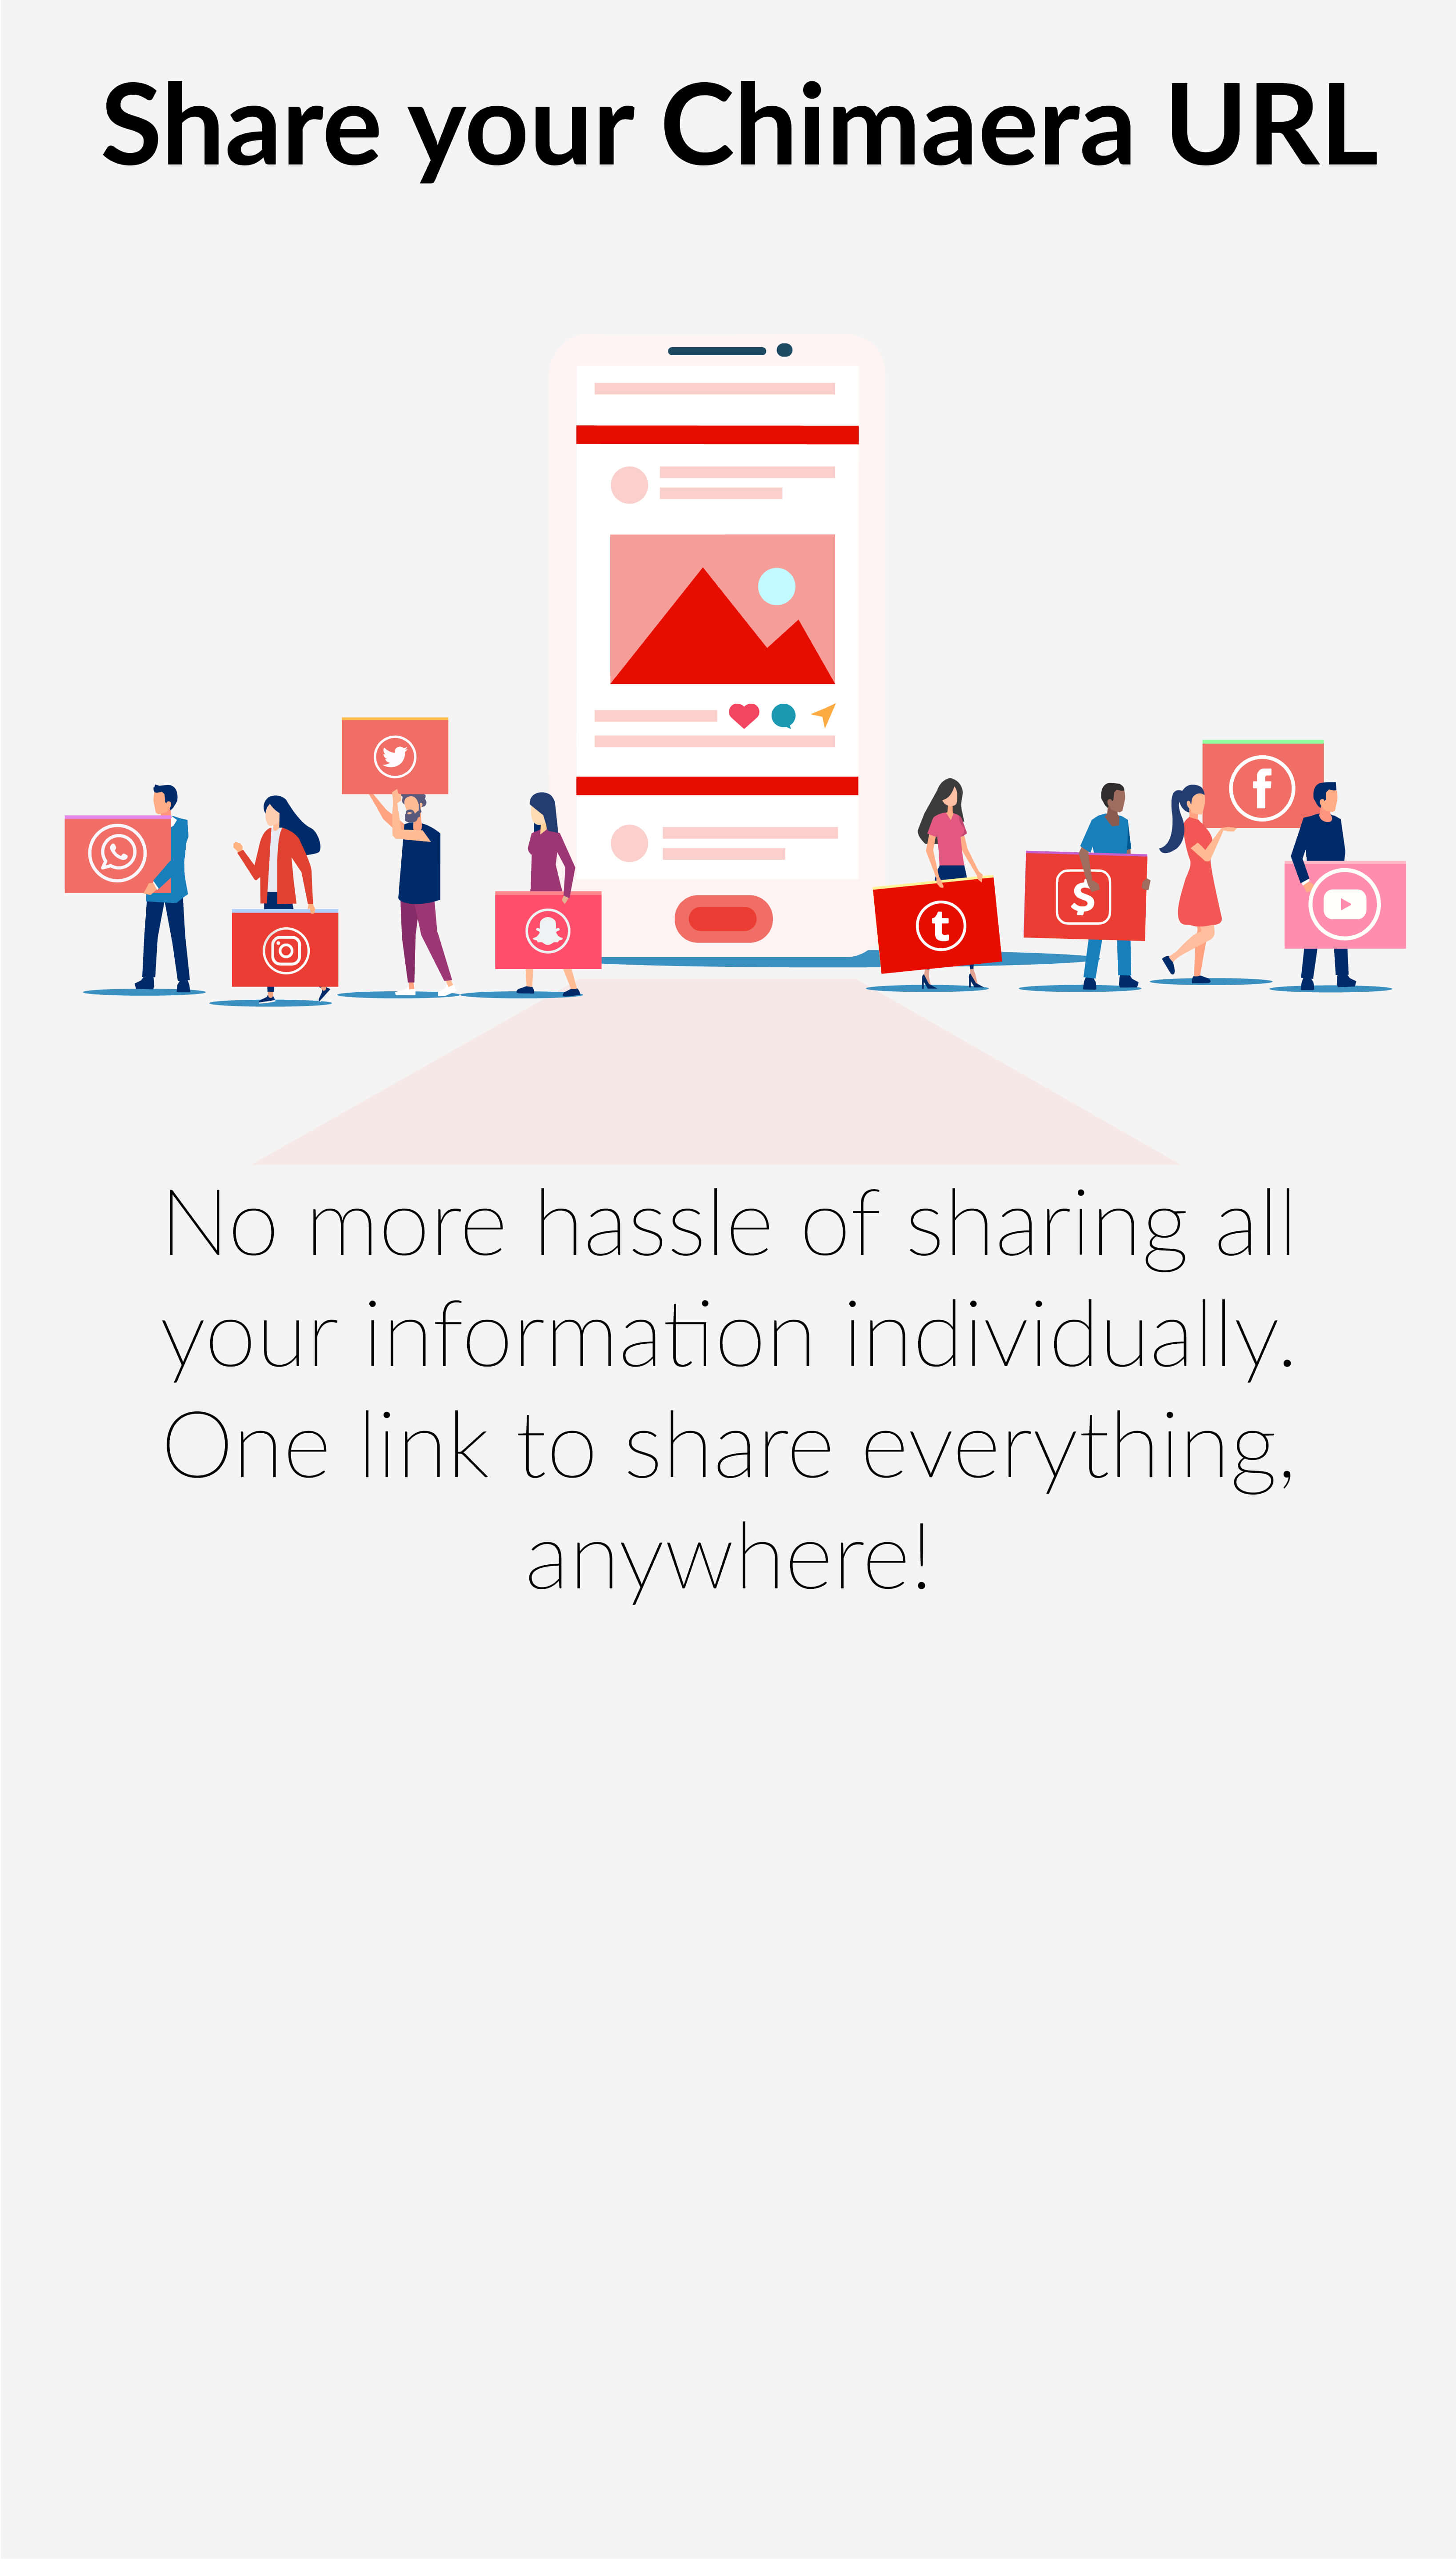 Share your Chimaera URL
t
$
f
No more hassle of sharing all
your information individually.
One link to share everything,
anywhere!